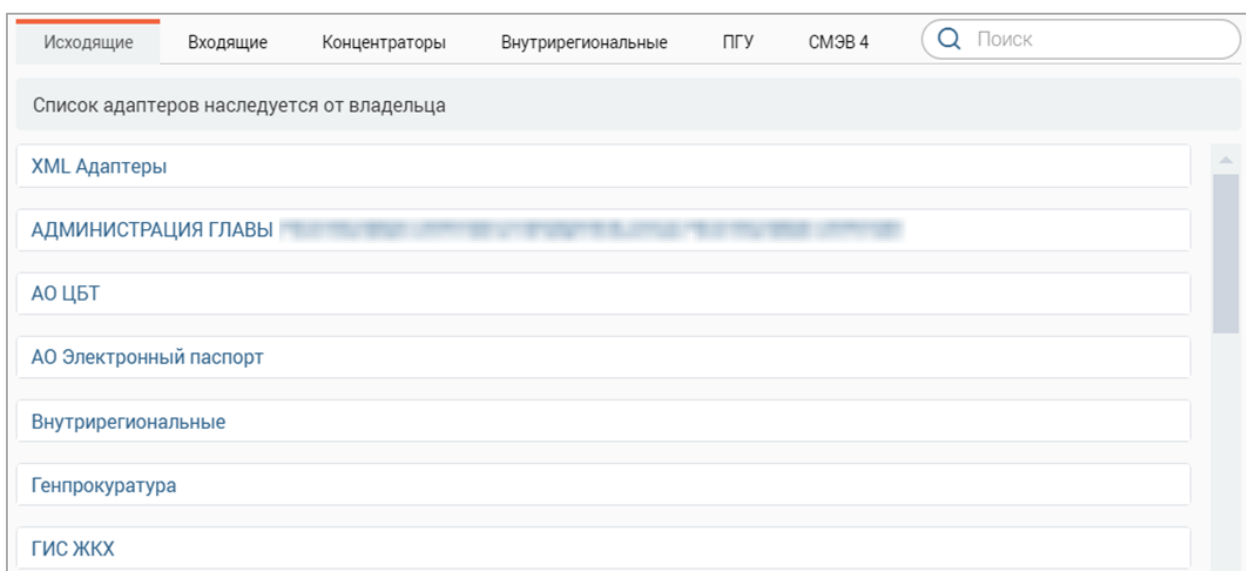 Исходящие Входящие Концентраторы Внутрирегиональные ПГУ СМЭВ 4 Поиск
Список адаптеров наследуется от владельца
XML Адаптеры
АДМИНИСТРАЦИЯ ГЛАВЫ
АО ЦБТ
АО Электронный паспорт
Внутрирегиональные
Генпрокуратура
ГИС ЖКХ